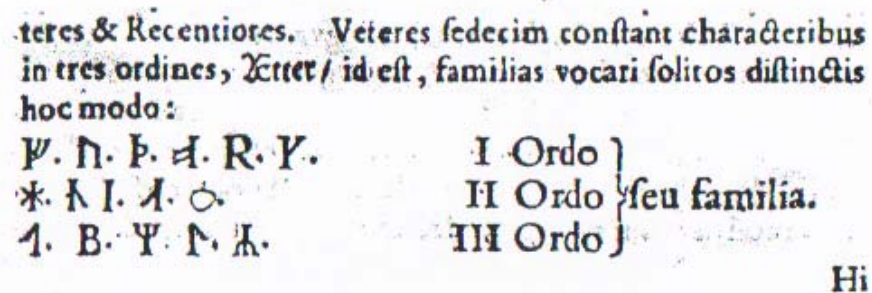 teres & Recentiores. Veteres ſedecim conſtant characteribus
in tres ordines, Ætter/ id eſt, familias vocari ſolitos diſtinctis
hoc modo:
ᚠ. ᚢ. ᚦ. ᚯ. ᚱ. ᚴ. I Ordo
ᚼ. ᚾ. ᛁ. ᛆ. ᛋ. II Ordo ſeu familia.
ᛏ. ᛒ. ᛘ. ᛚ. ᛦ. III Ordo
Hi